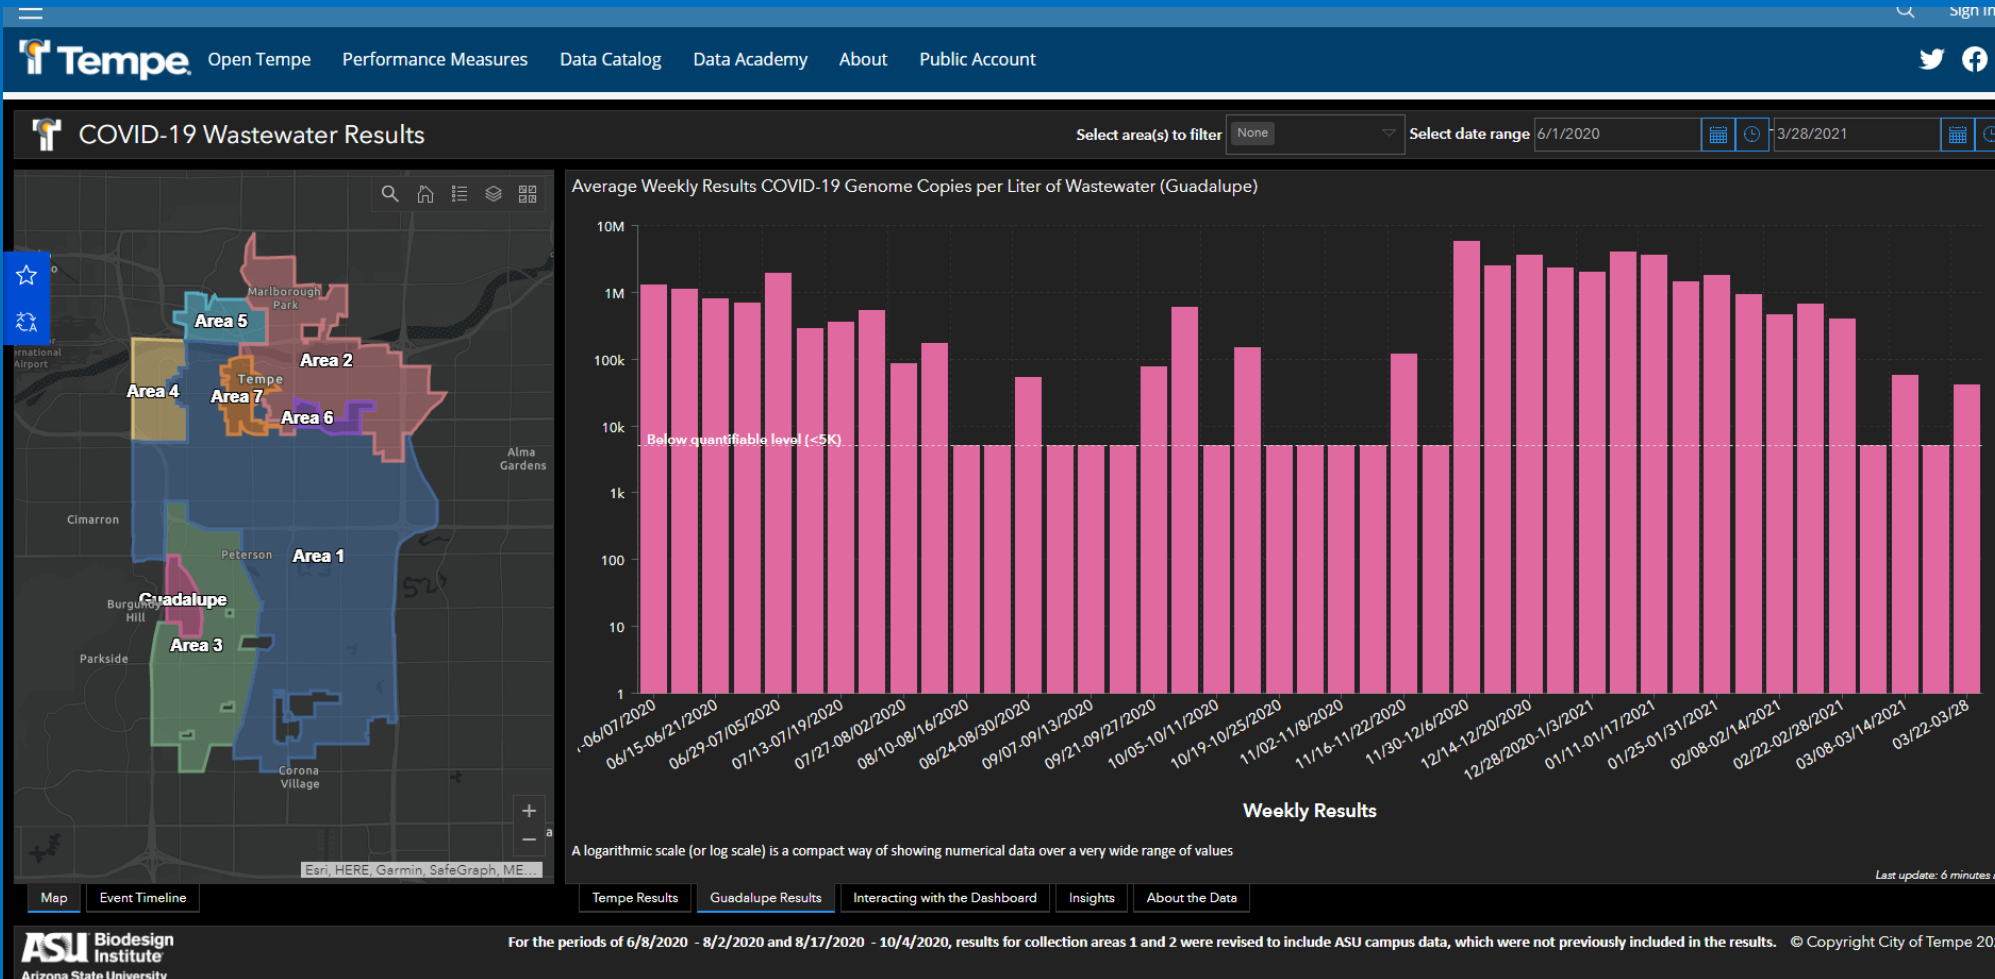 Sign In
Tempe
Open Tempe
Performance Measures
Data Catalog
Data Academy
About
Public Account
COVID-19 Wastewater Results
Select area(s) to filter
None
Select date range
6/1/2020
-
3/28/2021
Marlborough
Park
Area 5
Area 2
Tempe
Area 4
Area 7
Area 6
ernational
Airport
Alma
Gardens
Cimarron
Peterson
Area 1
Guadalupe
Burgundy
Hill
Area 3
Parkside
Corona
Village
+
−
Esri, HERE, Garmin, SafeGraph, ME...
Map
Event Timeline
Average Weekly Results COVID-19 Genome Copies per Liter of Wastewater (Guadalupe)
10M
1M
100k
10k
1k
100
10
1
Below quantifiable level (<5K)
-06/07/2020
06/15-06/21/2020
06/29-07/05/2020
07/13-07/19/2020
07/27-08/02/2020
08/10-08/16/2020
08/24-08/30/2020
09/07-09/13/2020
09/21-09/27/2020
10/05-10/11/2020
10/19-10/25/2020
11/02-11/8/2020
11/16-11/22/2020
11/30-12/6/2020
12/14-12/20/2020
12/28/2020-1/3/2021
01/11-01/17/2021
01/25-01/31/2021
02/08-02/14/2021
02/22-02/28/2021
03/08-03/14/2021
03/22-03/28
Weekly Results
A logarithmic scale (or log scale) is a compact way of showing numerical data over a very wide range of values
Last update: 6 minutes
Tempe Results
Guadalupe Results
Interacting with the Dashboard
Insights
About the Data
ASU Biodesign
Institute
Arizona State University
For the periods of 6/8/2020 - 8/2/2020 and 8/17/2020 - 10/4/2020, results for collection areas 1 and 2 were revised to include ASU campus data, which were not previously included in the results. © Copyright City of Tempe 20